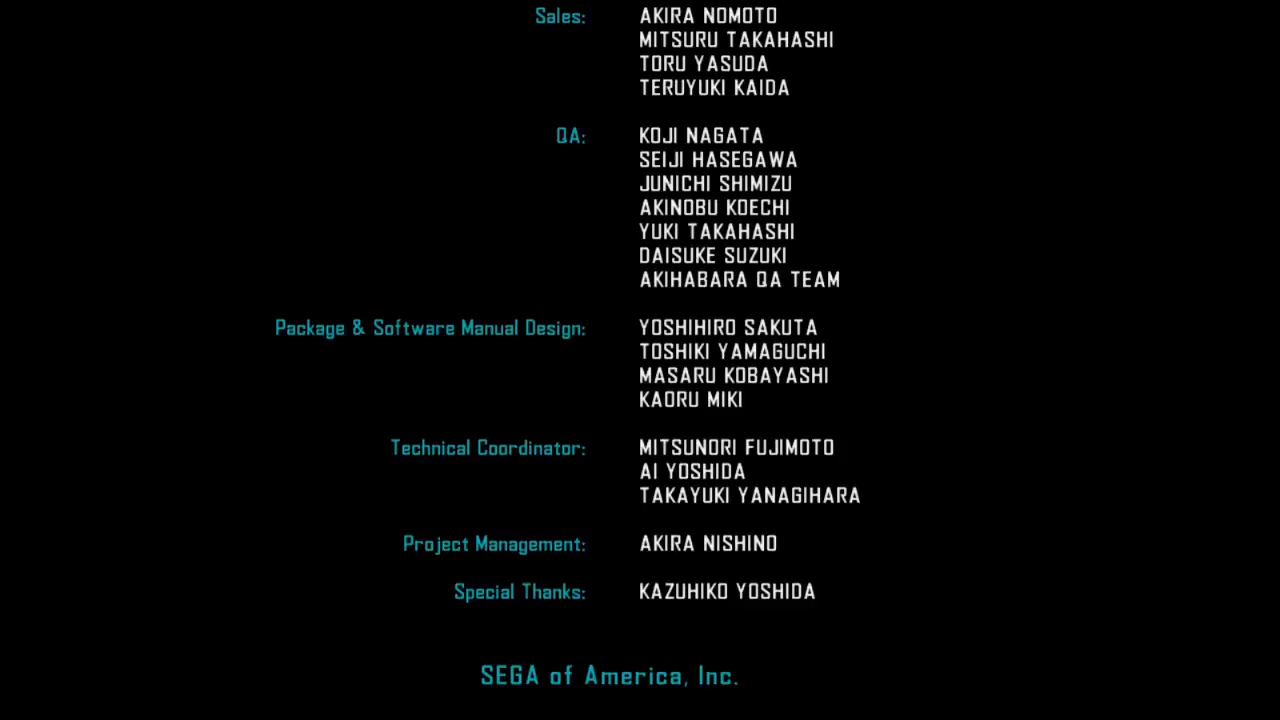 Sales: AKIRA NOMOTO
MITSURU TAKAHASHI
TORU YASUDA
TERUYUKI KAIDA
QA: KOJI NAGATA
SEIJI HASEGAWA
JUNICHI SHIMIZU
AKINOBU KOECHI
YUKI TAKAHASHI
DAISUKE SUZUKI
AKIHABARA QA TEAM
Package & Software Manual Design: YOSHIHIRO SAKUTA
TOSHIKI YAMAGUCHI
MASARU KOBAYASHI
KAORU MIKI
Technical Coordinator: MITSUNORI FUJIMOTO
AI YOSHIDA
TAKAYUKI YANAGIHARA
Project Management: AKIRA NISHINO
Special Thanks: KAZUHIKO YOSHIDA
SEGA of America, Inc.